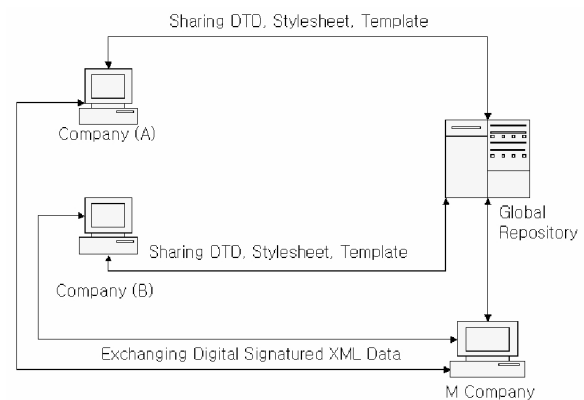 Sharing DTD, Stylesheet, Template
Company (A)
Global
Repository
Sharing DTD, Stylesheet, Template
Company (B)
Exchanging Digital Signatured XML Data
M Company